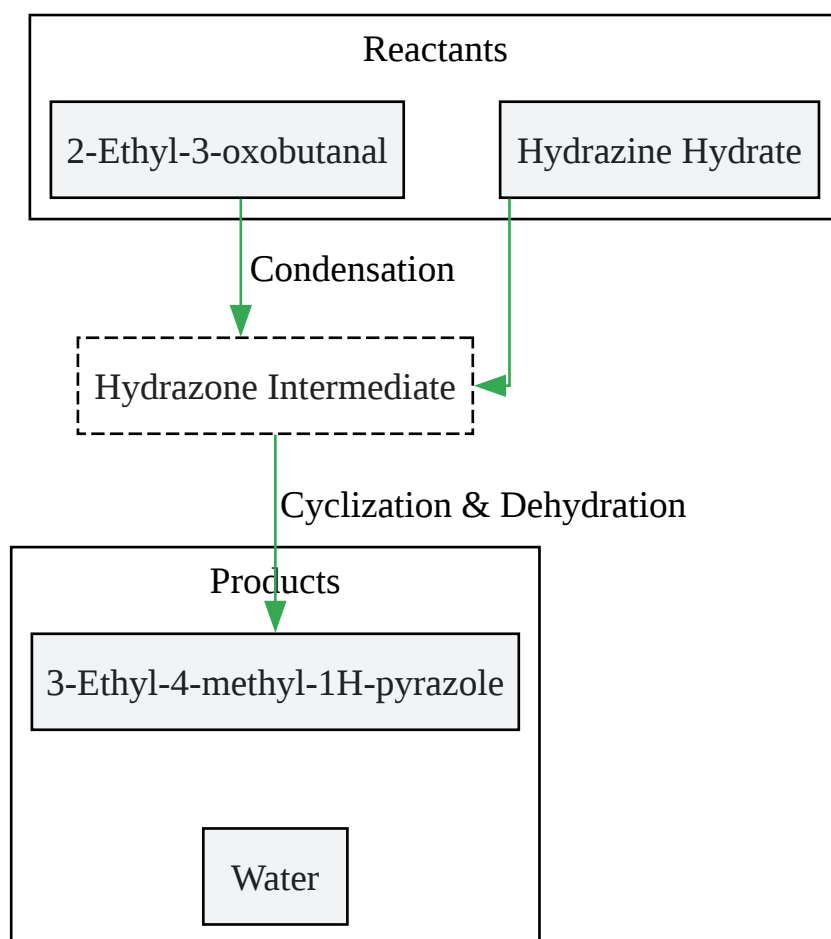 Reactants
2-Ethyl-3-oxobutanal
Hydrazine Hydrate
Condensation
Hydrazone Intermediate
Cyclization & Dehydration
Products
3-Ethyl-4-methyl-1H-pyrazole
Water